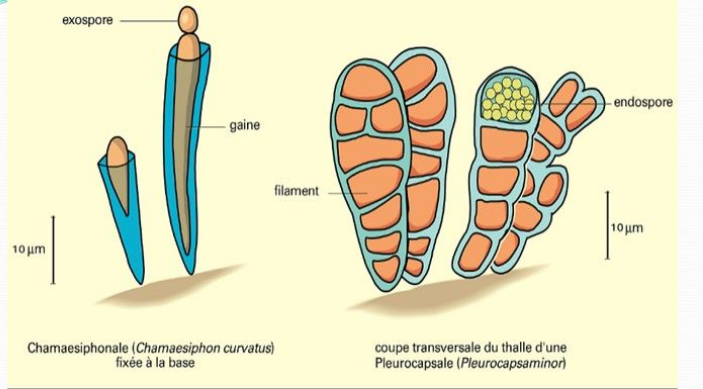 exospore
gaine
10 µm
filament
endospore
10 µm
Chamaesiphonale (Chamaesiphon curvatus)
fixée à la base
coupe transversale du thalle d'une
Pleurocapsale (Pleurocapsaminor)